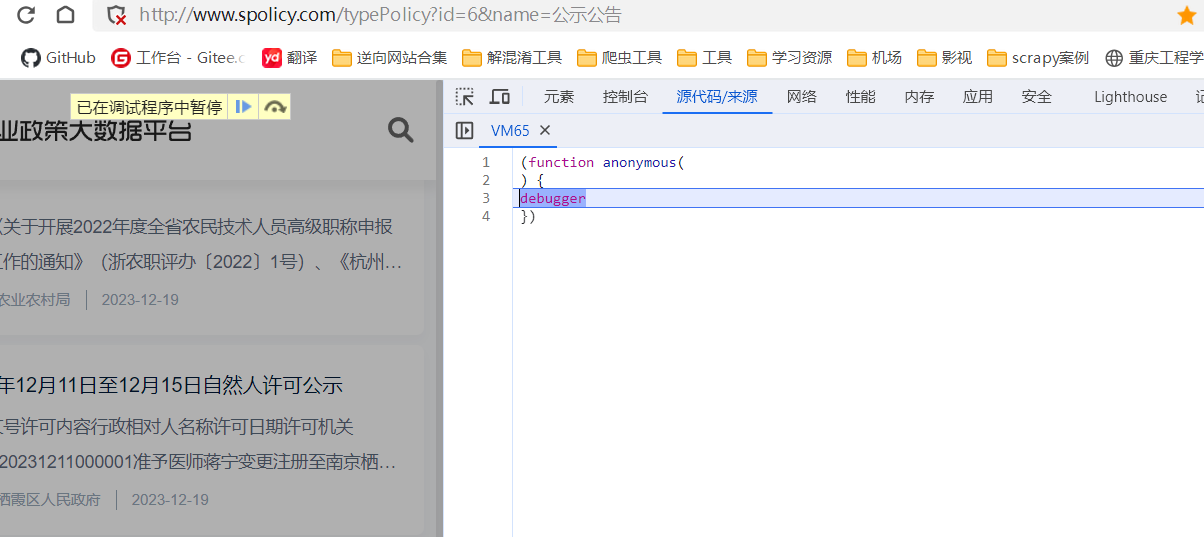 http://www.spolicy.com/typePolicy?id=6&name=公示公告
GitHub 工作台 - Gitee.c yd 翻译 逆向网站合集 解混淆工具 爬虫工具 工具 学习资源 机场 影视 scrapy案例 重庆工程学
已在调试程序中暂停
业政策大数据平台
《关于开展2022年度全省农民技术人员高级职称申报
工作的通知》（浙农职评办〔2022〕1号）、《杭州…
农业农村局 2023-12-19
年12月11日至12月15日自然人许可公示
文号许可内容行政相对人名称许可日期许可机关
20231211000001准予医师蒋宁变更注册至南京栖…
栖霞区人民政府 2023-12-19
元素 控制台 源代码/来源 网络 性能 内存 应用 安全 Lighthouse 记
VM65
1 (function anonymous(
2 ) {
3 debugger
4 })